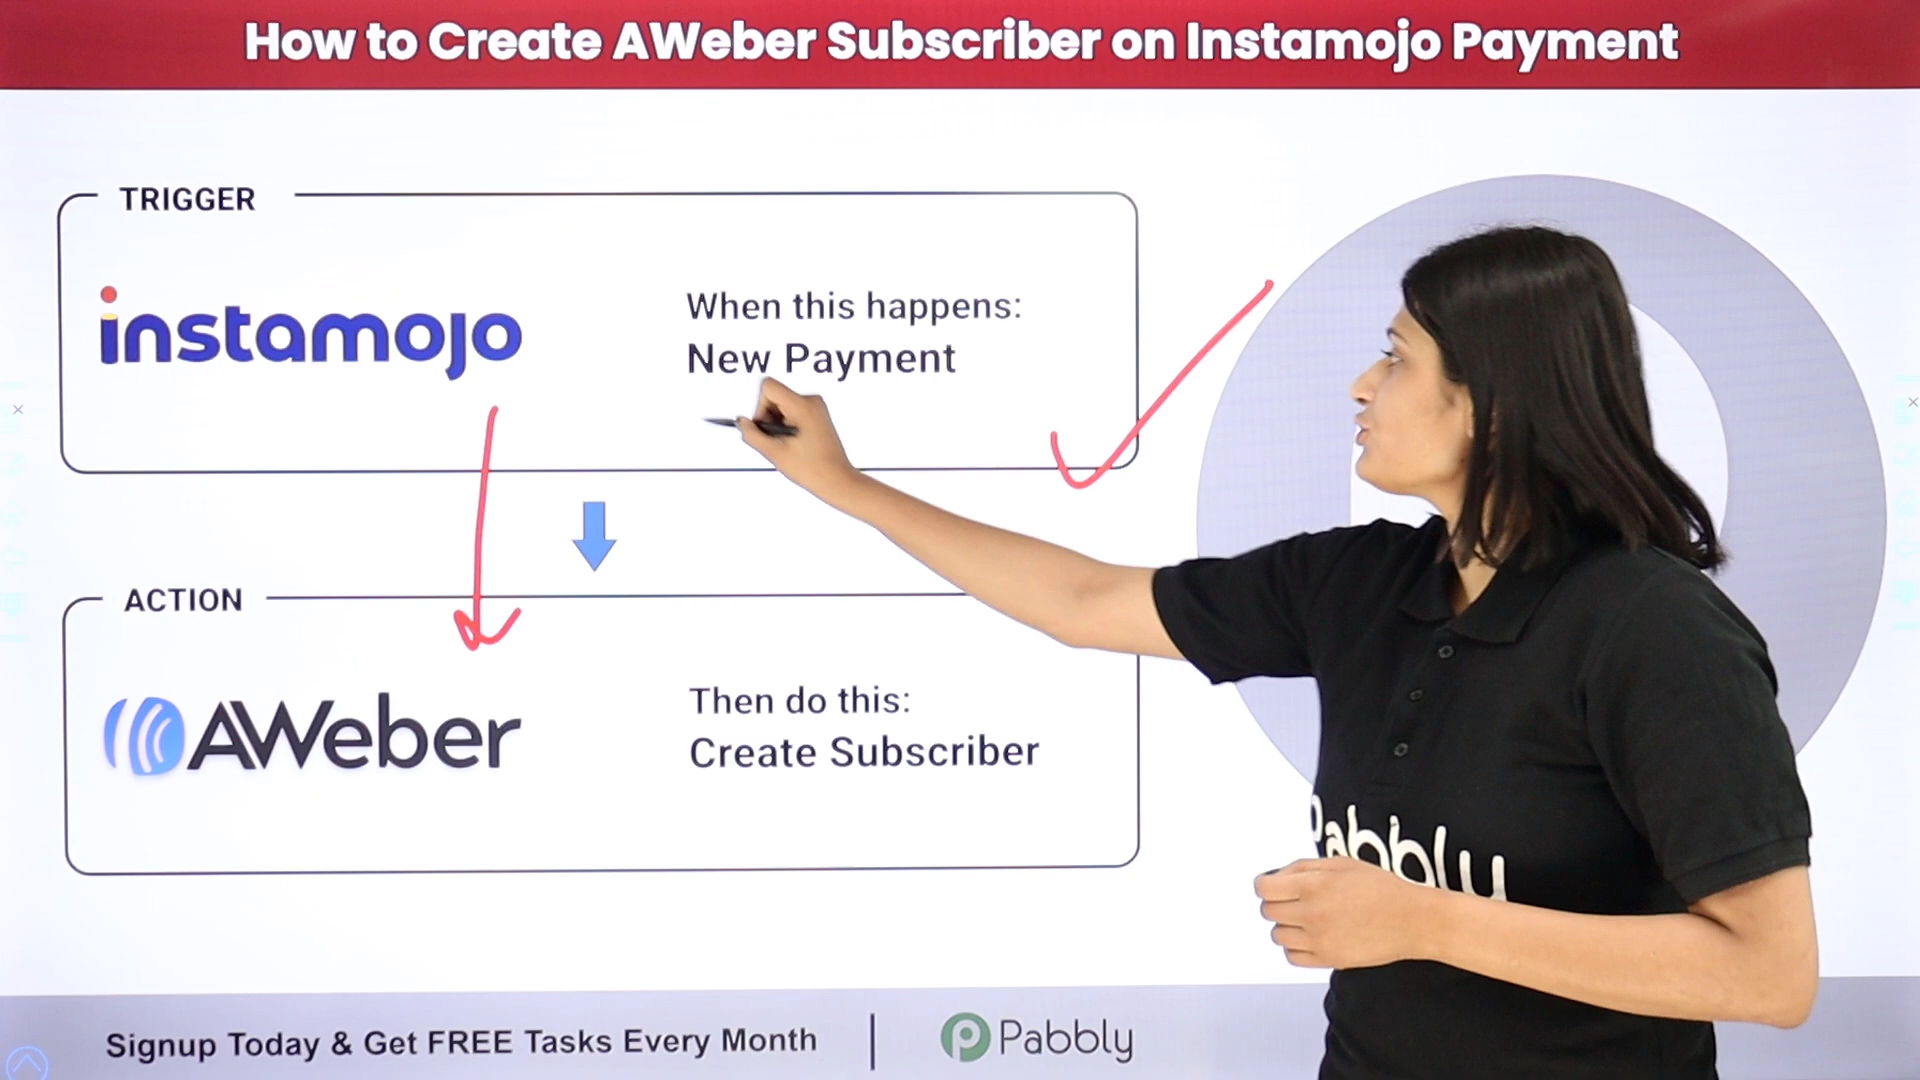 How to Create AWeber Subscriber on Instamojo Payment
TRIGGER
instamojo
When this happens:
New Payment
ACTION
AWeber
Then do this:
Create Subscriber
Pabbly
Signup Today & Get FREE Tasks Every Month
Pabbly